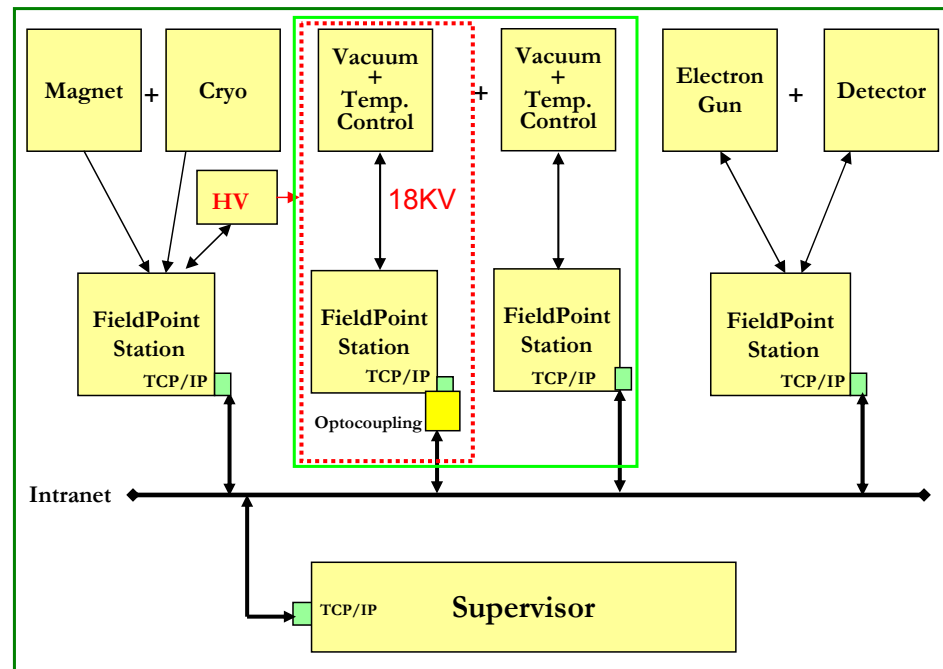 Magnet
+
Cryo
Vacuum
+
Temp.
Control
+
Vacuum
+
Temp.
Control
Electron
Gun
+
Detector
HV
18KV
FieldPoint
Station
TCP/IP
FieldPoint
Station
TCP/IP
Optocoupling
FieldPoint
Station
TCP/IP
FieldPoint
Station
TCP/IP
Intranet
TCP/IP
Supervisor